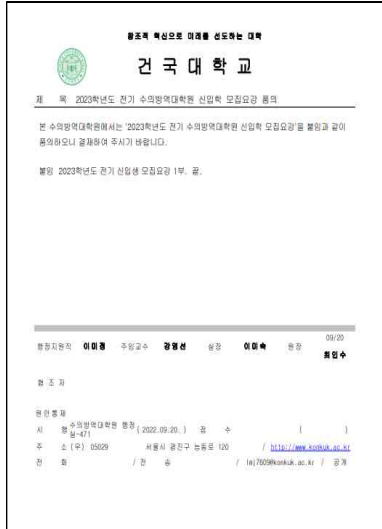 창조적 혁신으로 미래를 선도하는 대학
건 국 대 학 교
제 목 2023학년도 전기 수의방역대학원 신입학 모집요강 품의
본 수의방역대학원에서는 '2023학년도 전기 수의방역대학원 신입학 모집요강'을 붙임과 같이
품의하오니 결재하여 주시기 바랍니다.
붙임 2023학년도 전기 신입생 모집요강 1부. 끝.
09/20
행정지원직 이미경 주임교수 강영선 실장 이미숙 원장 최인수
협 조 자
원안통제
시 행 수의방역대학원 행정실-471 ( 2022.09.20. ) 접 수 ( )
주 소 (우) 05029 서울시 광진구 능동로 120 / http://www.konkuk.ac.kr
전 화 / 전 송 / lmj7609@konkuk.ac.kr / 공개